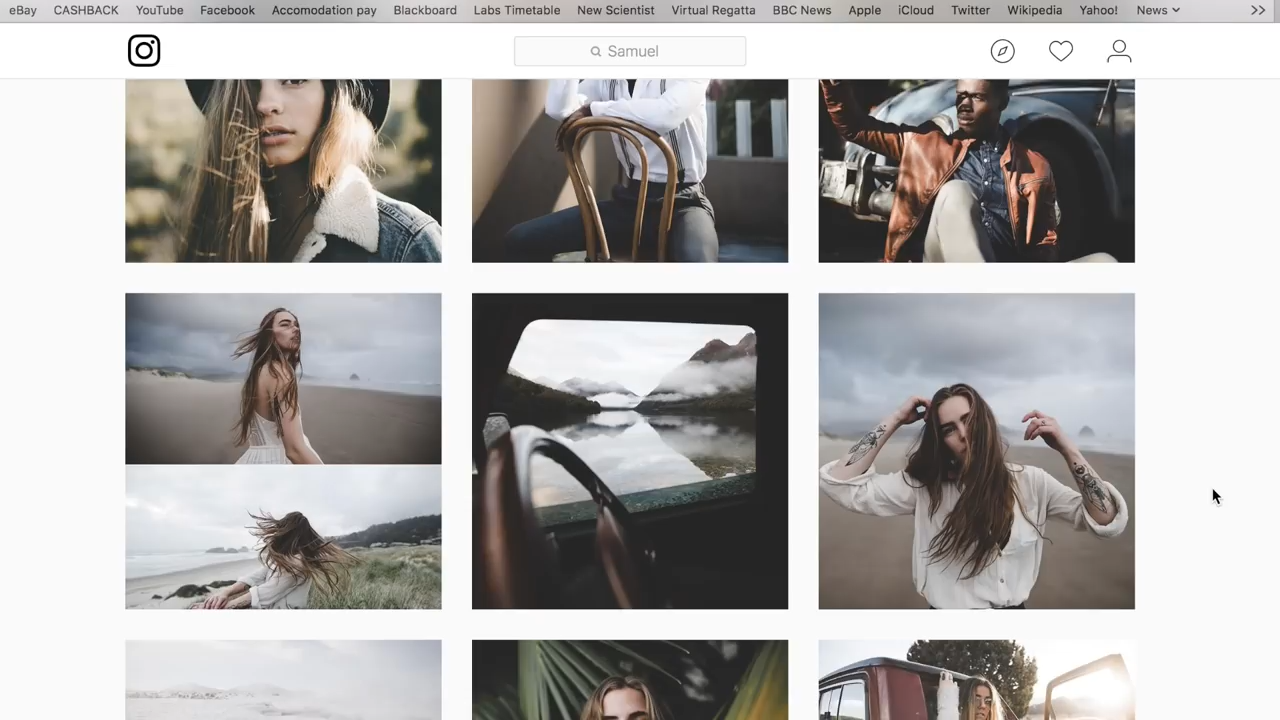 eBay CASHBACK YouTube Facebook Accomodation pay Blackboard Labs Timetable New Scientist Virtual Regatta BBC News Apple iCloud Twitter Wikipedia Yahoo! News
Samuel